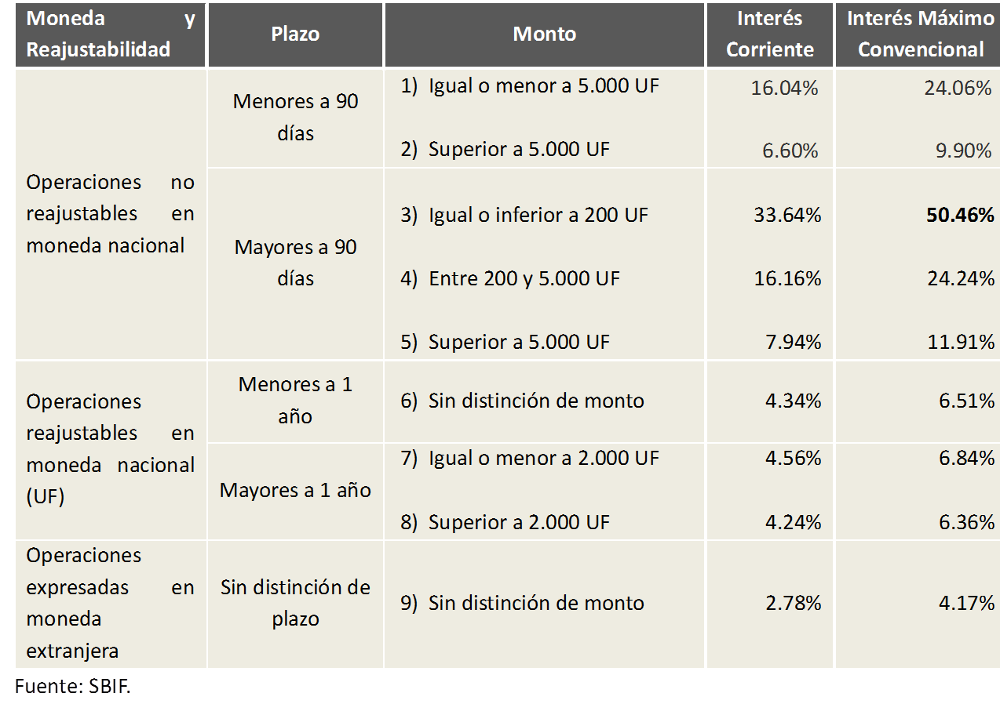 Moneda y Reajustabilidad
Plazo
Monto
Interés Corriente
Interés Máximo Convencional
Operaciones no reajustables en moneda nacional
Menores a 90 días
1) Igual o menor a 5.000 UF
16.04%
24.06%
2) Superior a 5.000 UF
6.60%
9.90%
Mayores a 90 días
3) Igual o inferior a 200 UF
33.64%
50.46%
4) Entre 200 y 5.000 UF
16.16%
24.24%
5) Superior a 5.000 UF
7.94%
11.91%
Operaciones reajustables en moneda nacional (UF)
Menores a 1 año
6) Sin distinción de monto
4.34%
6.51%
Mayores a 1 año
7) Igual o menor a 2.000 UF
4.56%
6.84%
8) Superior a 2.000 UF
4.24%
6.36%
Operaciones expresadas en moneda extranjera
Sin distinción de plazo
9) Sin distinción de monto
2.78%
4.17%
Fuente: SBIF.